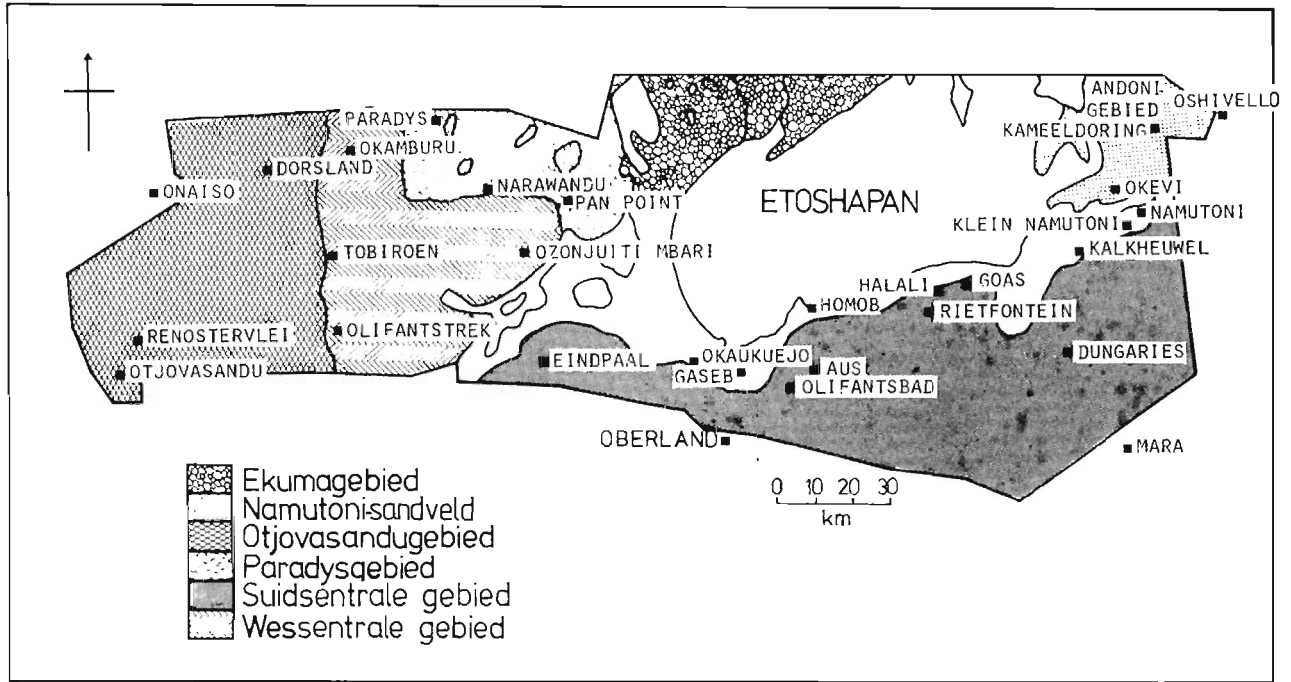 ANDONI-
GEBIED
OSHIVELLO
PARADYS
KAMEELDORING
OKAMBURU.
DORSLAND
ONAISO
NARAWANDU
OKEVI
PAN POINT
ETOSHAPAN
NAMUTONI
KLEIN NAMUTONI
TOBIROEN
OZONJUITI MBARI
KALKHEUWEL
HALALI
GOAS
HOMOB
RIETFONTEIN
RENOSTERVLEI
OLIFANTSTREK
EINDPAAL
OKAUKUEJO
DUNGARIES
OTJOVASANDU
GASEB
AUS
OLIFANTSBAD
OBERLAND
MARA
Ekumagebied
Namutoni-sandveld
Otjovasandugebied
Paradysgebied
Suidsentrale gebied
Wessentrale gebied
0 10 20 30
km